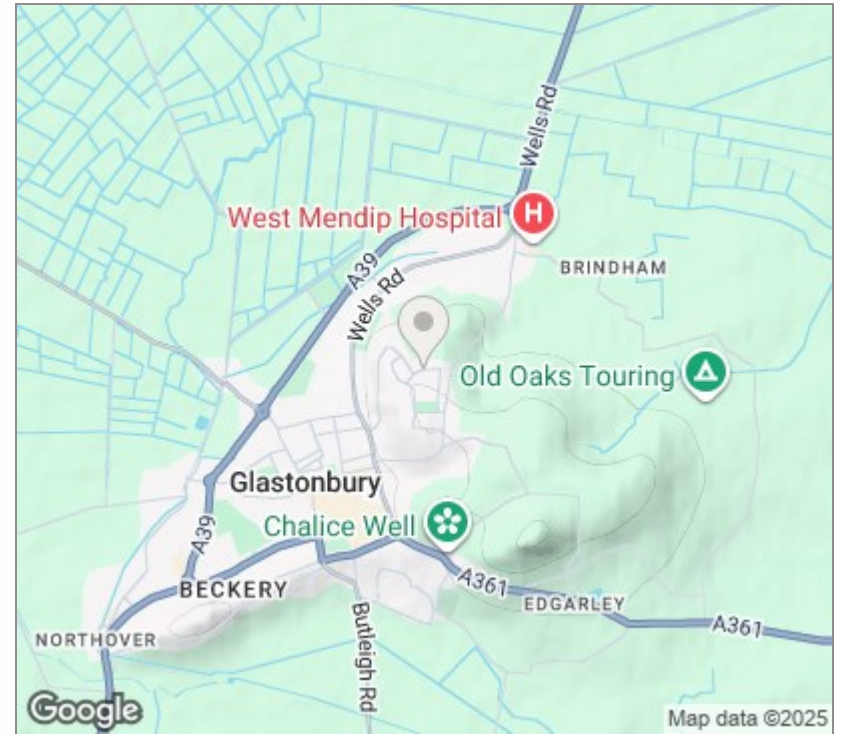 Wells Rd
West Mendip Hospital
H
BRINDHAM
A39
Wells Rd
Old Oaks Touring
Glastonbury
Chalice Well
A39
A361
BECKERY
EDGARLEY
A361
NORTHOVER
Butleigh Rd
Google
Map data ©2025